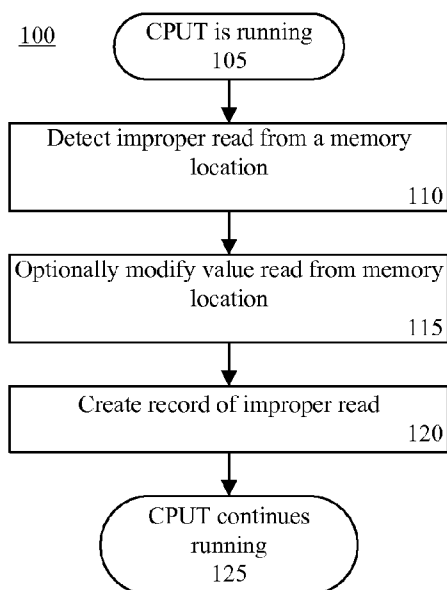 100
CPUT is running
105
Detect improper read from a memory
location
110
Optionally modify value read from memory
location
115
Create record of improper read
120
CPUT continues
running
125